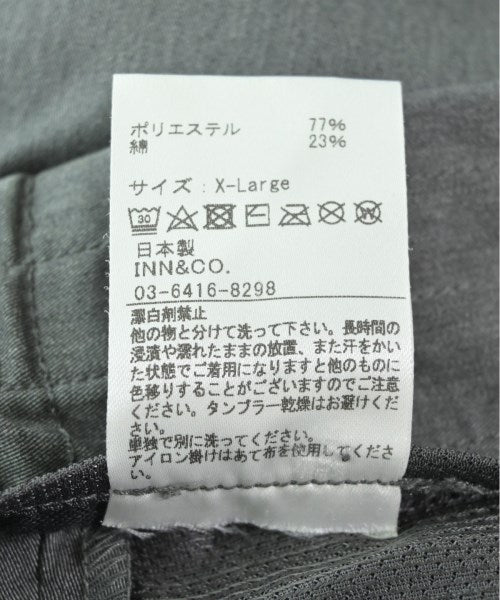 ポリエステル 77%
綿 23%
サイズ : X-Large
30
日本製
INN&CO.
03-6416-8298
漂白剤禁止
他の物と分けて洗って下さい。長時間の
浸漬や濡れたままの放置、また汗をかい
た状態でご着用になりますと他のものに
色移りすることがございますのでご注意
ください。タンブラー乾燥はお避けくだ
さい。
単独で別に洗ってください。
アイロン掛けはあて布を使用してくださ
い。